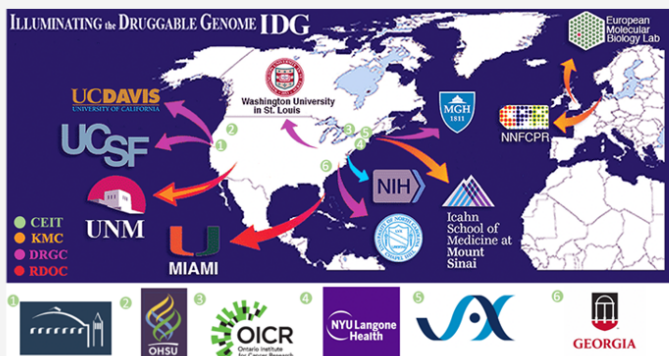 ILLUMINATING the DRUGGABLE GENOME IDG
European
Molecular
Biology Lab
Washington University
in St. Louis
UCDAVIS
UNIVERSITY OF CALIFORNIA
MGH
1811
NNFCPR
UCSF
2
1
3
5
4
6
NIH
UNM
Icahn
School of
Medicine at
Mount
Sinai
MIAMI
CEIT
KMC
DRGC
RDOC
1
2
OHSU
3
OICR
Ontario Institute
for Cancer Research
4
NYU Langone
Health
5
JAX
6
GEORGIA